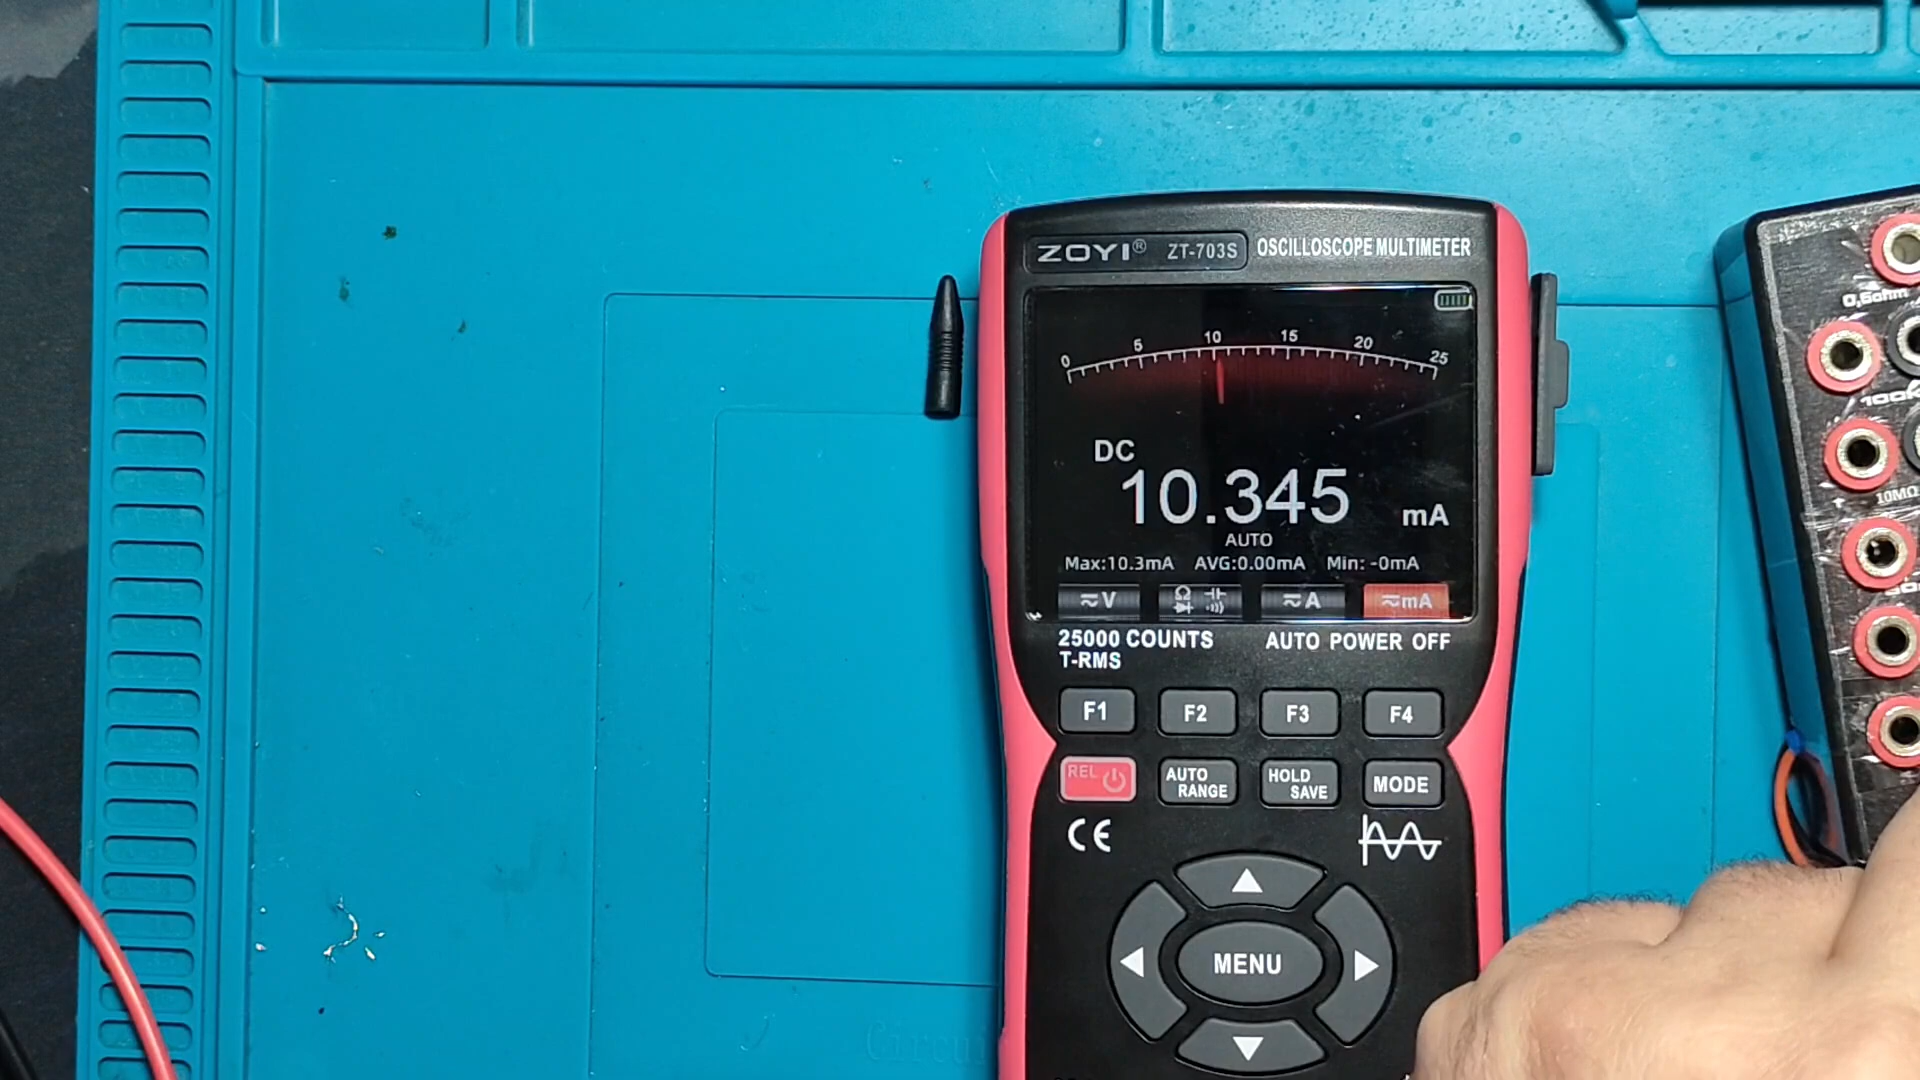 ZOYI® ZT-703S OSCILLOSCOPE MULTIMETER
0 5 10 15 20 25
DC
10.345 mA
AUTO
Max:10.3mA AVG:0.00mA Min: -0mA
≂V Ω ≂A ≂mA
25000 COUNTS AUTO POWER OFF
T-RMS
F1 F2 F3 F4
REL AUTO RANGE HOLD SAVE MODE
CE
MENU
0,5ohm
100K
10MΩ
Circui